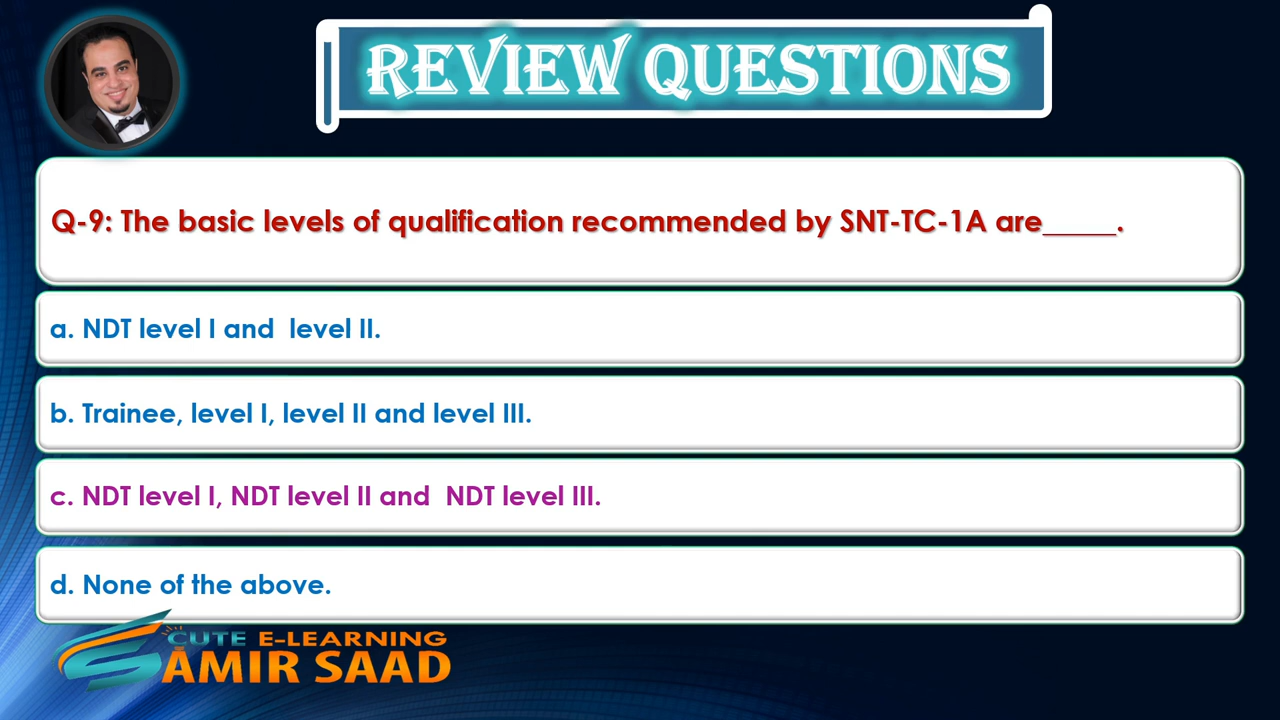 REVIEW QUESTIONS
Q-9: The basic levels of qualification recommended by SNT-TC-1A are_____.
a. NDT level I and  level II.
b. Trainee, level I, level II and level III.
c. NDT level I, NDT level II and  NDT level III.
d. None of the above.
CUTE E-LEARNING
AMIR SAAD